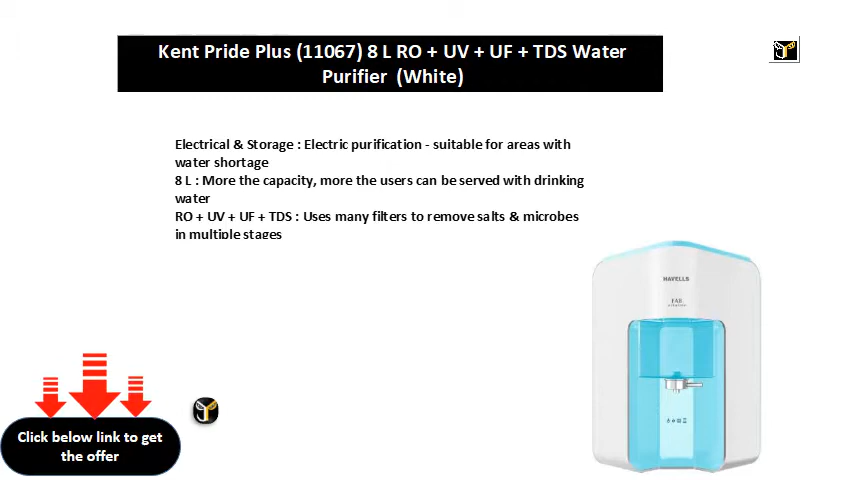 Kent Pride Plus (11067) 8 L RO + UV + UF + TDS Water
Purifier (White)
Electrical & Storage : Electric purification - suitable for areas with
water shortage
8 L : More the capacity, more the users can be served with drinking
water
RO + UV + UF + TDS : Uses many filters to remove salts & microbes
in multiple stages
HAVELLS
Click below link to get
the offer